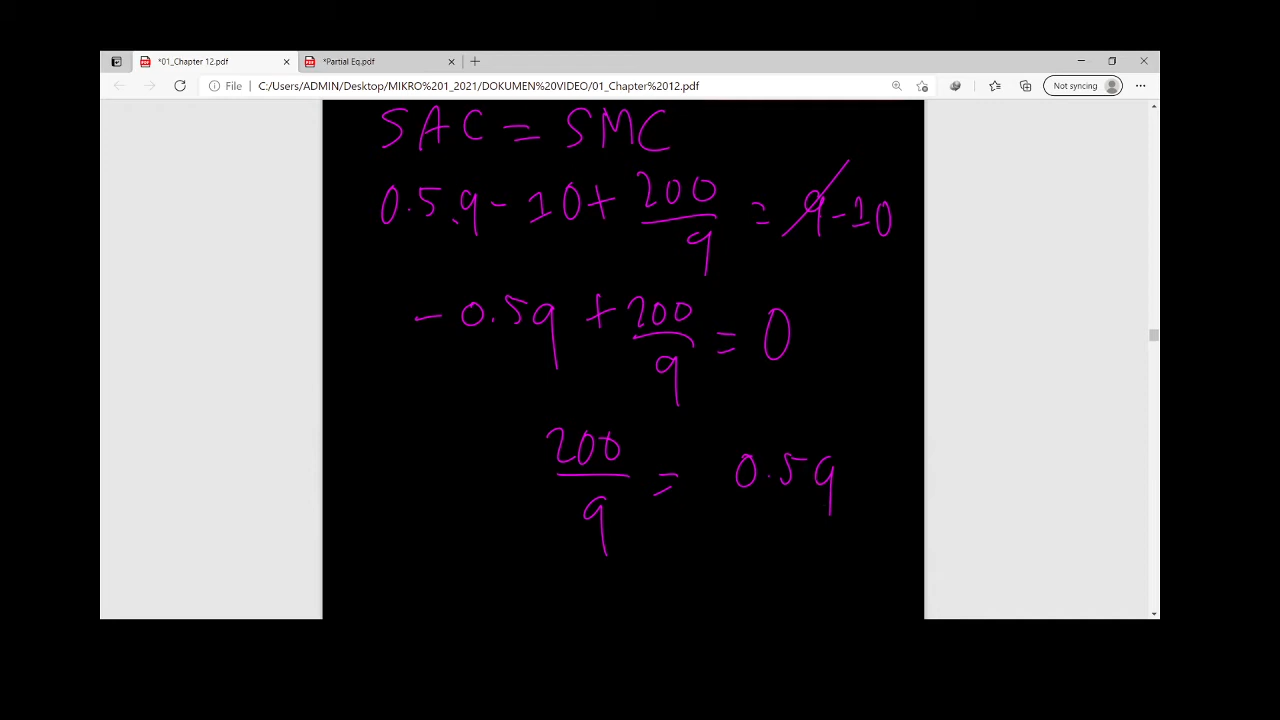 *01_Chapter 12.pdf
*Partial Eq.pdf
File
C:/Users/ADMIN/Desktop/MIKRO%201_2021/DOKUMEN%20VIDEO/01_Chapter%2012.pdf
Not syncing
SAC = SMC
0.5.q - 10 + 200/q = q - 10
- 0.5q + 200/q = 0
200/q = 0.5q